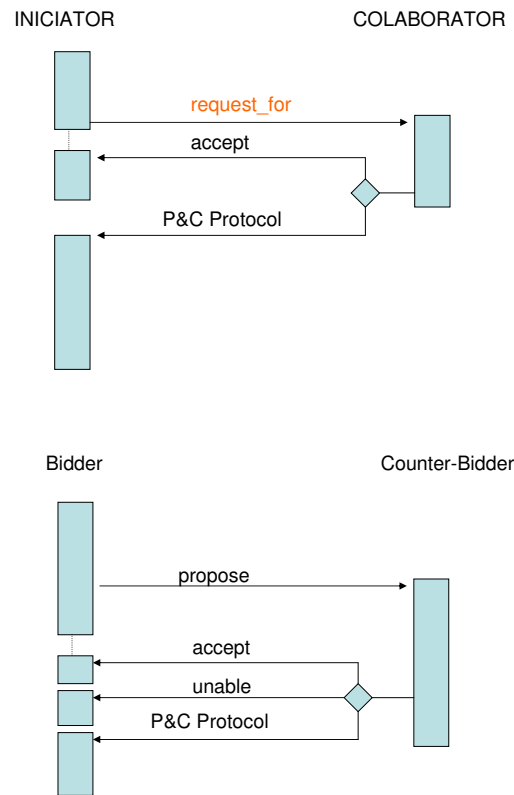 INICIATOR COLABORATOR
request_for
accept
P&C Protocol
Bidder Counter-Bidder
propose
accept
unable
P&C Protocol